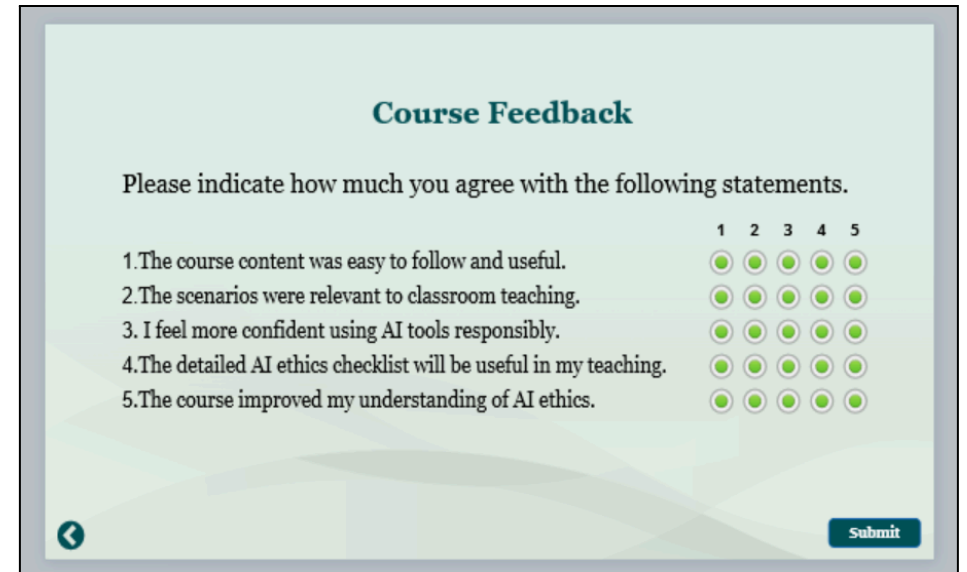 Course Feedback
Please indicate how much you agree with the following statements.
1 2 3 4 5
1.The course content was easy to follow and useful.
2.The scenarios were relevant to classroom teaching.
3. I feel more confident using AI tools responsibly.
4.The detailed AI ethics checklist will be useful in my teaching.
5.The course improved my understanding of AI ethics.
Submit